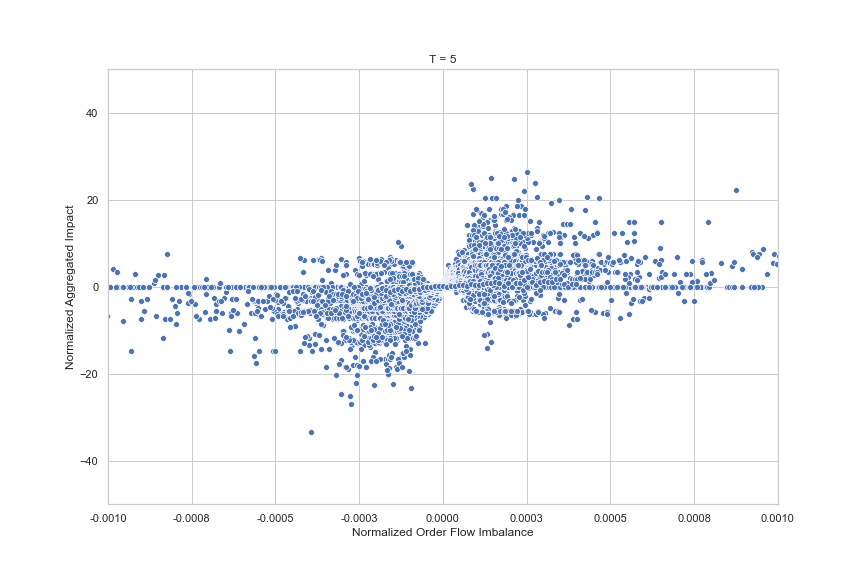 T = 5
Normalized Aggregated Impact
40
20
0
−20
−40
-0.0010 -0.0008 -0.0005 -0.0003 0.0000 0.0003 0.0005 0.0008 0.0010
Normalized Order Flow Imbalance